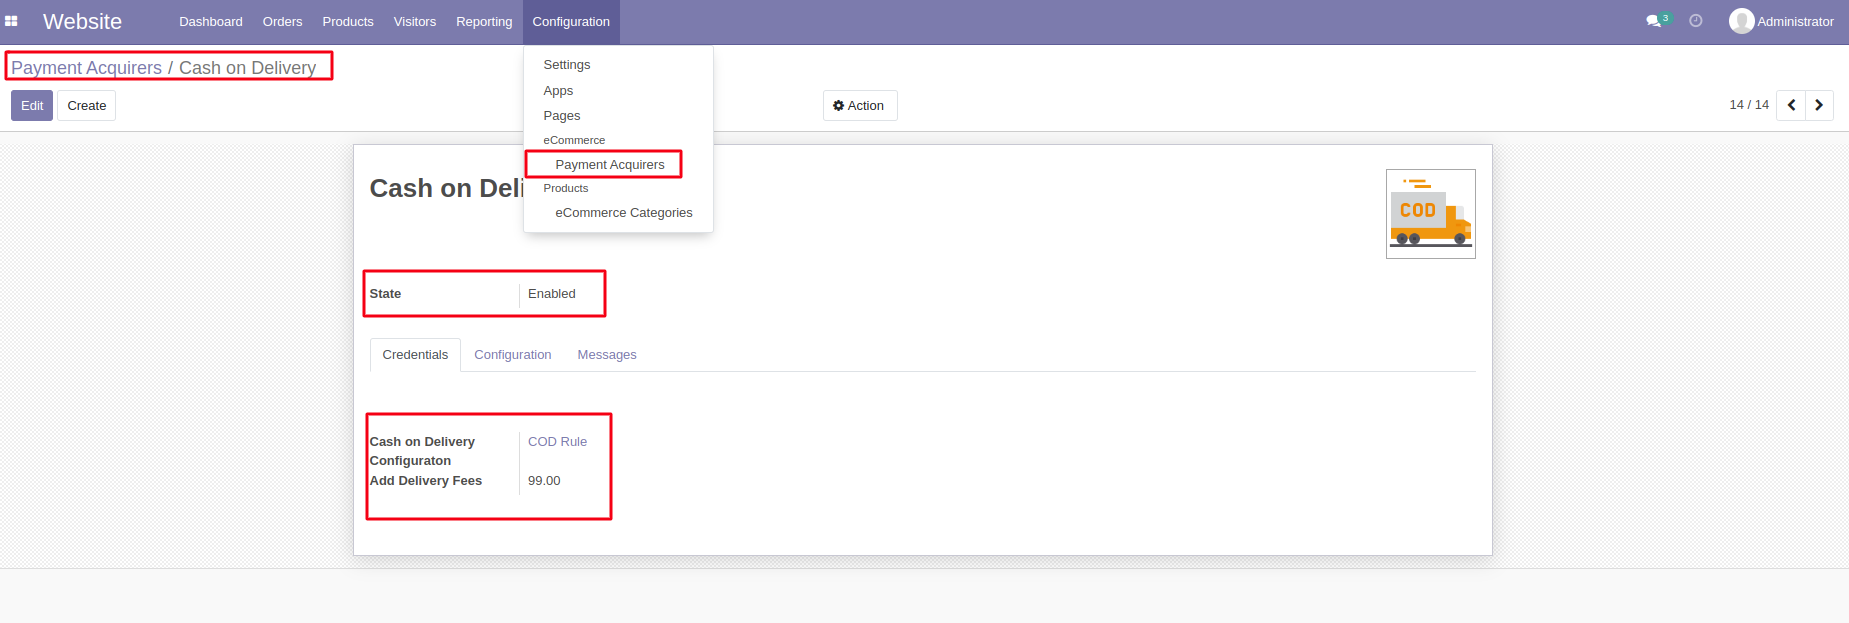 Website
Dashboard Orders Products Visitors Reporting Configuration
3
Administrator
Payment Acquirers / Cash on Delivery
Edit Create
Action
14 / 14
Settings
Apps
Pages
eCommerce
Payment Acquirers
Products
eCommerce Categories
Cash on Deli
COD
State Enabled
Credentials Configuration Messages
Cash on Delivery COD Rule
Configuraton
Add Delivery Fees 99.00